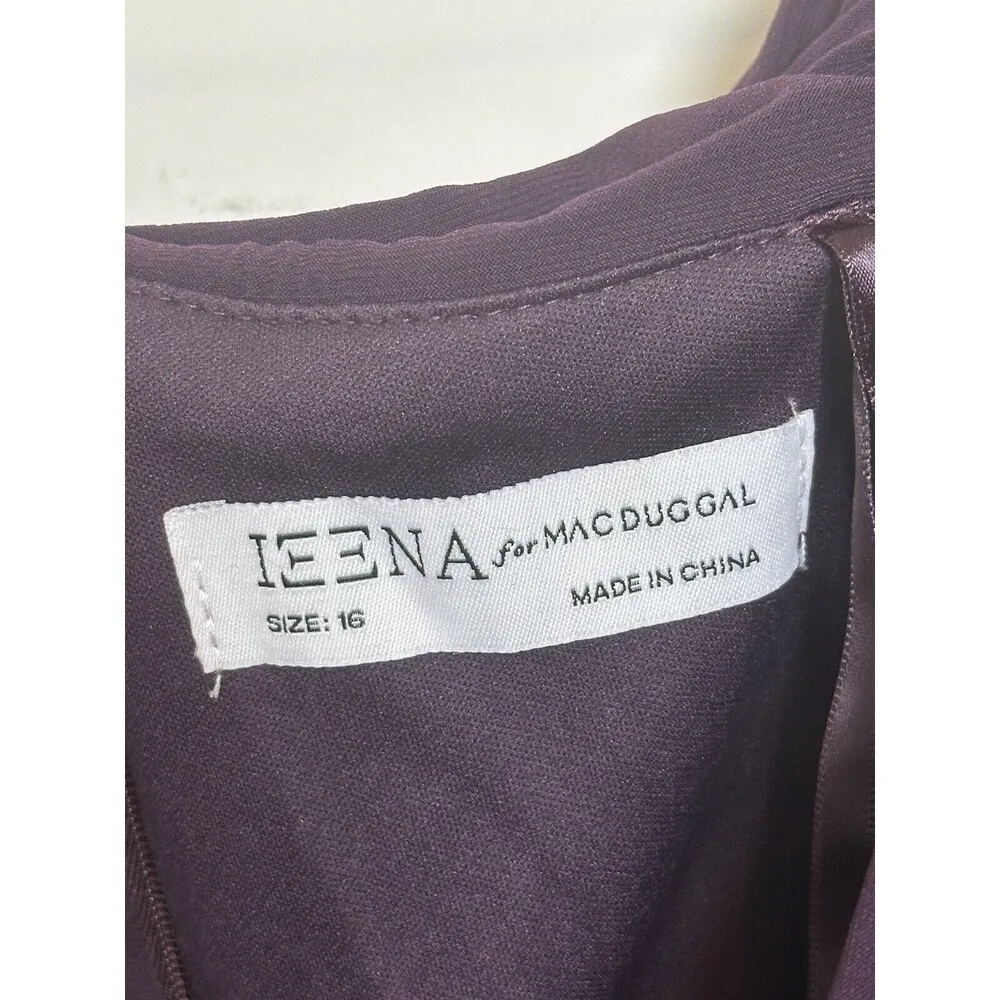 IEENA for MAC DUGGAL
SIZE: 16
MADE IN CHINA